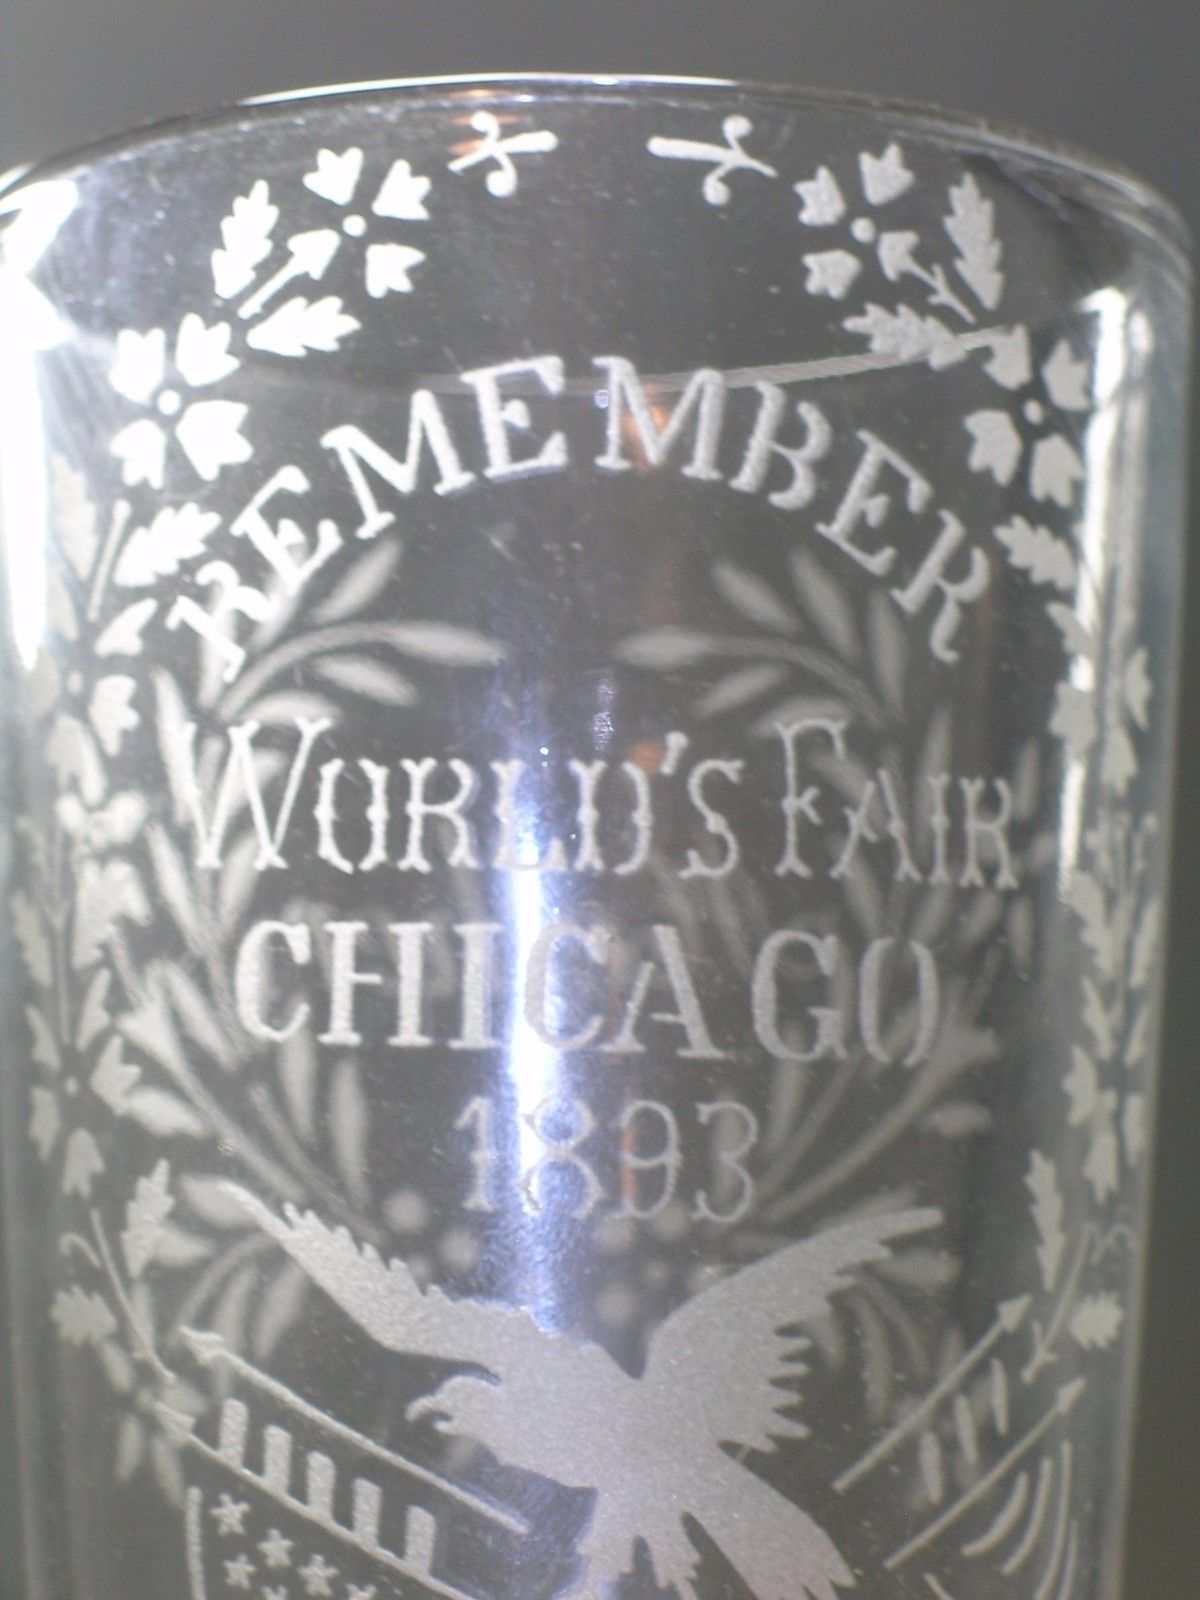 REMEMBER
WORLD'S FAIR
CHICAGO
1893